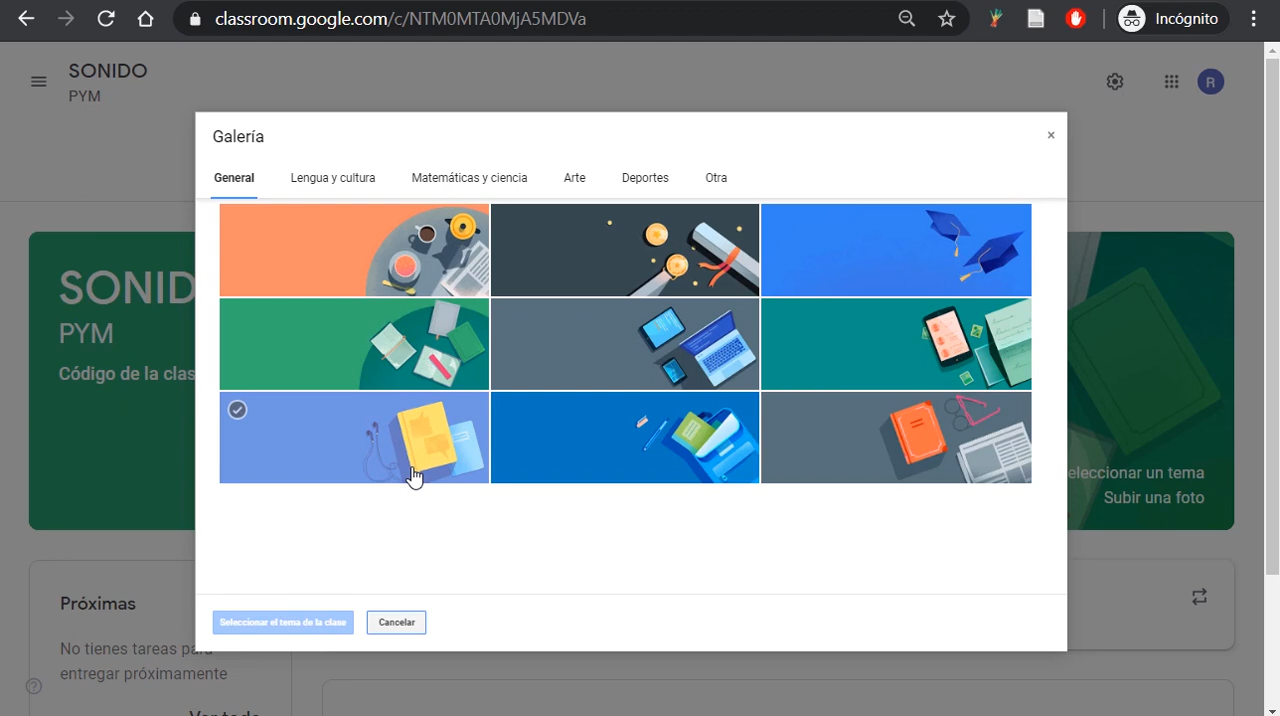 classroom.google.com/c/NTM0MTA0MjA5MDVa
Incógnito
SONIDO
PYM
R
Galería
×
General
Lengua y cultura
Matemáticas y ciencia
Arte
Deportes
Otra
SONID
PYM
Código de la clas
eleccionar un tema
Subir una foto
Próximas
No tienes tareas para
entregar próximamente
Seleccionar el tema de la clase
Cancelar